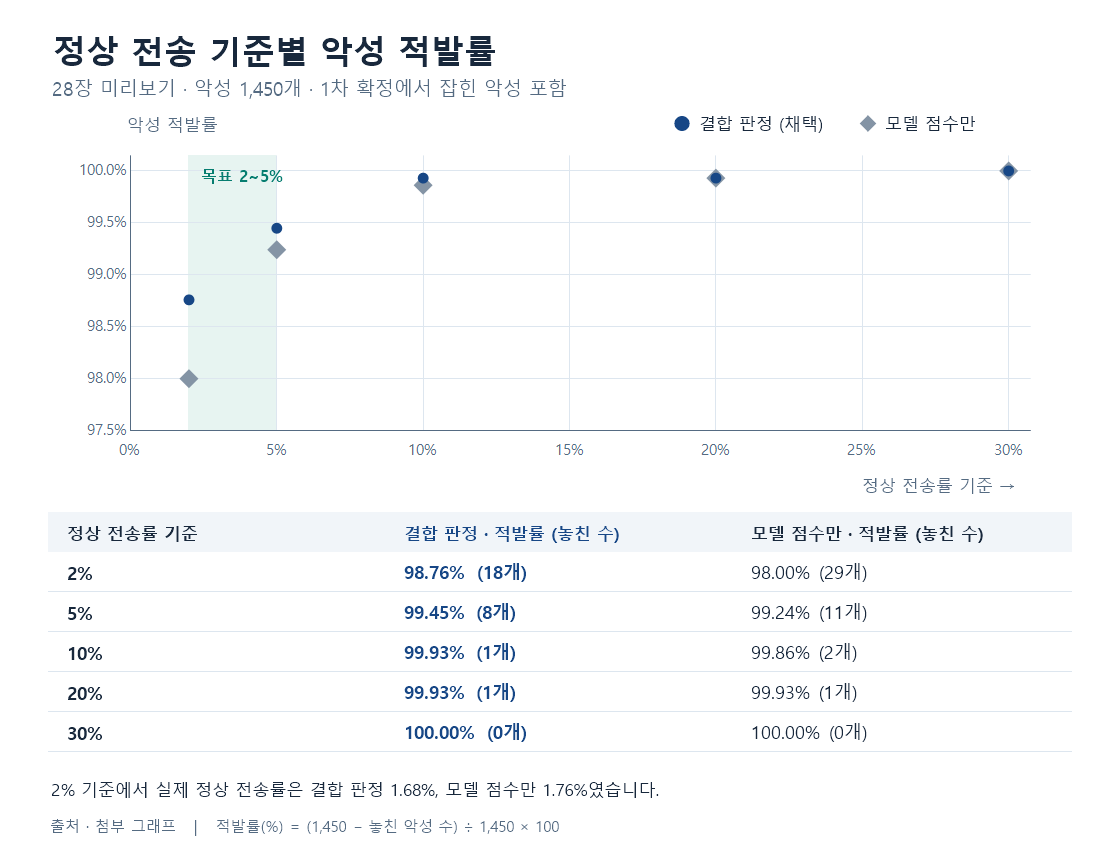 정상 전송 기준별 악성 적발률
28장 미리보기 · 악성 1,450개 · 1차 확정에서 잡힌 악성 포함
악성 적발률
결합 판정 (채택)
모델 점수만
목표 2~5%
100.0%
99.5%
99.0%
98.5%
98.0%
97.5%
0% 5% 10% 15% 20% 25% 30%
정상 전송률 기준 →
정상 전송률 기준 결합 판정 · 적발률 (놓친 수) 모델 점수만 · 적발률 (놓친 수)
2% 98.76% (18개) 98.00% (29개)
5% 99.45% (8개) 99.24% (11개)
10% 99.93% (1개) 99.86% (2개)
20% 99.93% (1개) 99.93% (1개)
30% 100.00% (0개) 100.00% (0개)
2% 기준에서 실제 정상 전송률은 결합 판정 1.68%, 모델 점수만 1.76%였습니다.
출처 · 첨부 그래프 | 적발률(%) = (1,450 − 놓친 악성 수) ÷ 1,450 × 100